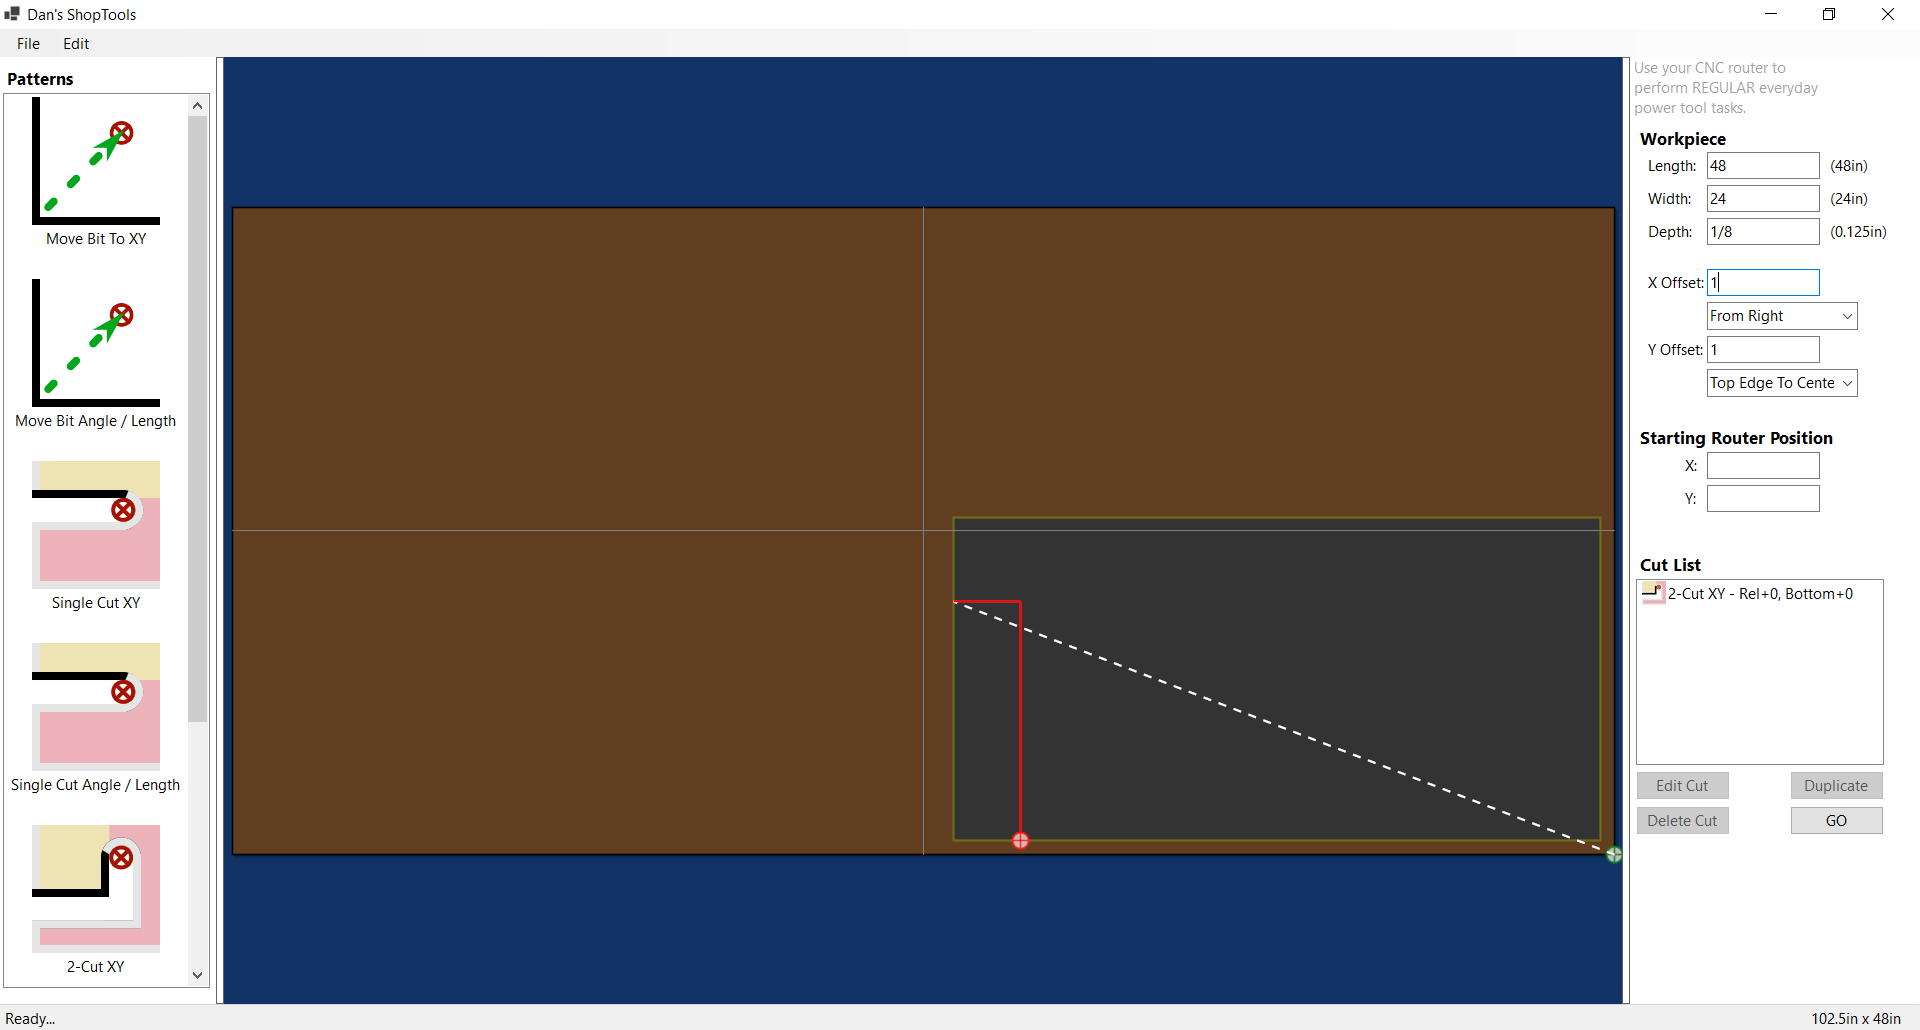 Dan's ShopTools
File Edit
Patterns
Move Bit To XY
Move Bit Angle / Length
Single Cut XY
Single Cut Angle / Length
2-Cut XY
Use your CNC router to
perform REGULAR everyday
power tool tasks.
Workpiece
Length: 48 (48in)
Width: 24 (24in)
Depth: 1/8 (0.125in)
X Offset: 1
From Right
Y Offset: 1
Top Edge To Cente
Starting Router Position
X:
Y:
Cut List
2-Cut XY - Rel+0, Bottom+0
Edit Cut Duplicate
Delete Cut GO
Ready... 102.5in x 48in